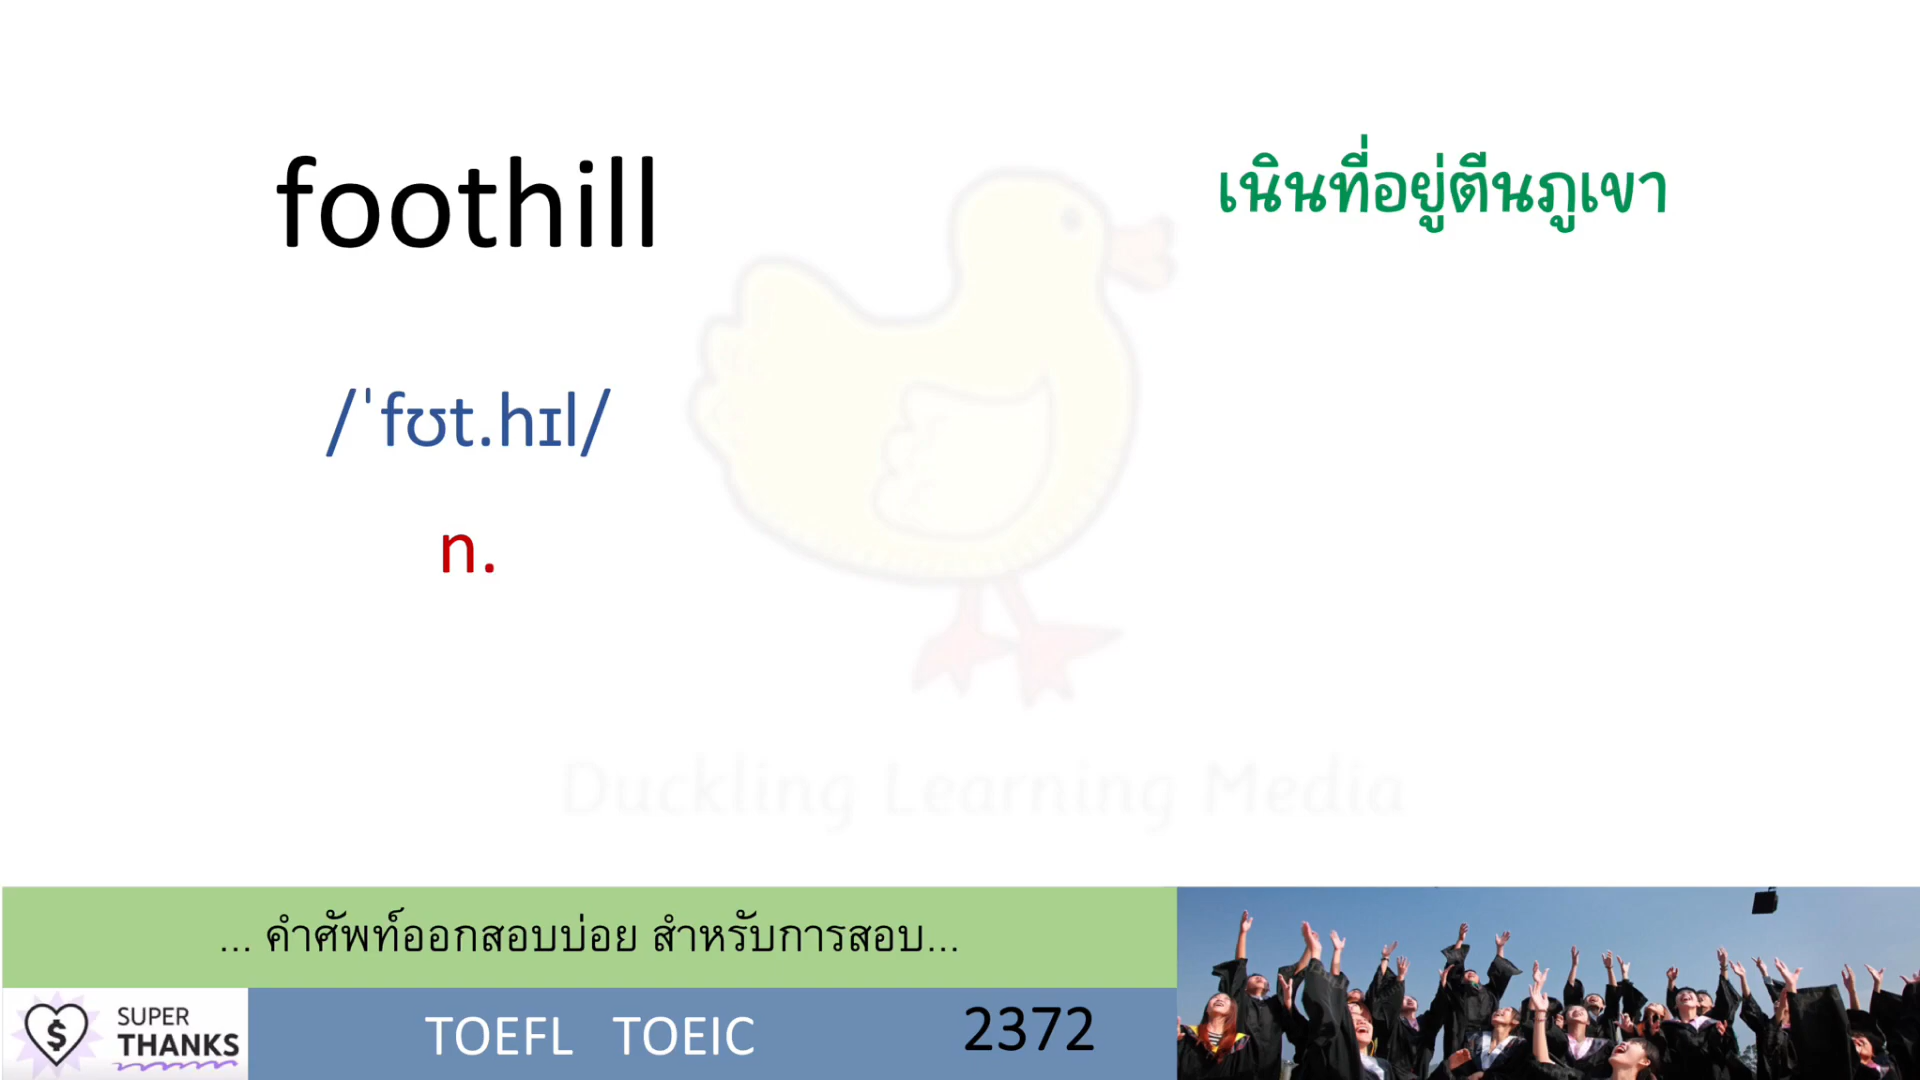 foothill
เนินที่อยู่ตีนภูเขา
/ˈfʊt.hɪl/
n.
Duckling Learning Media
... คำศัพท์ออกสอบบ่อย สำหรับการสอบ...
SUPER
THANKS
TOEFL TOEIC
2372